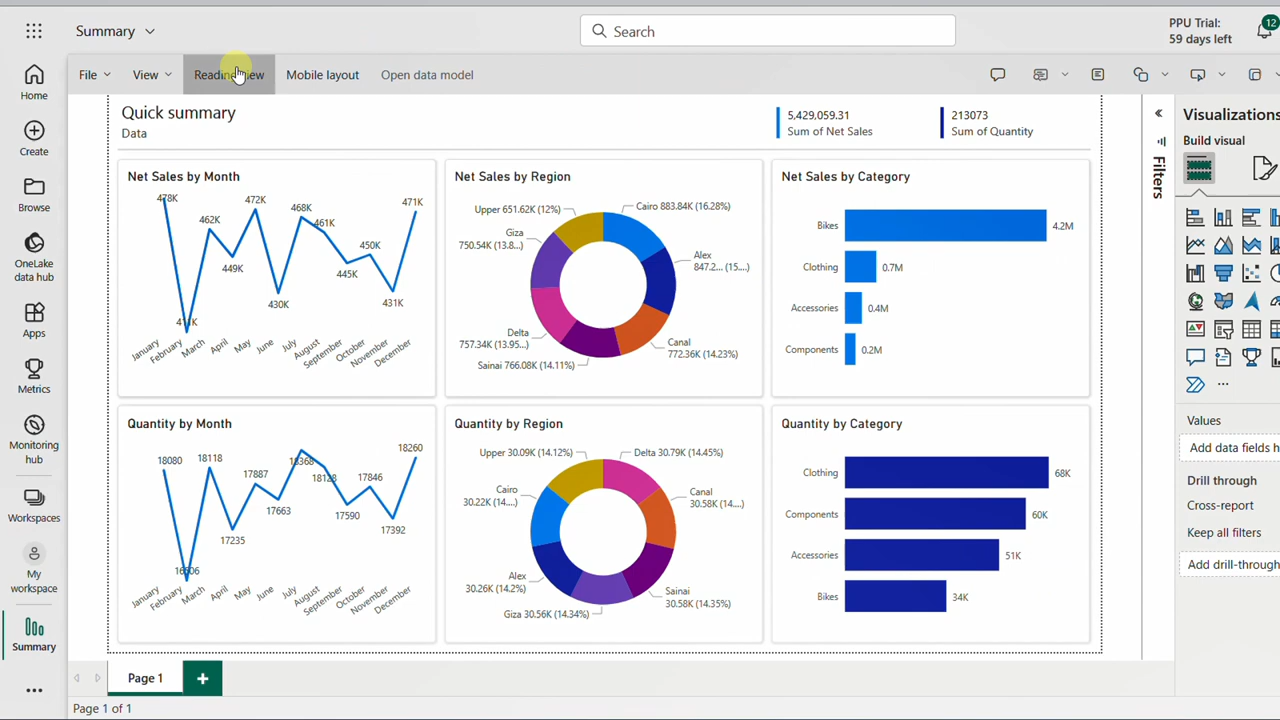 Summary
Search
PPU Trial:
59 days left
12
File
View
Reading view
Mobile layout
Open data model
Home
Create
Browse
OneLake
data hub
Apps
Metrics
Monitoring
hub
Workspaces
My
workspace
Summary
Quick summary
Data
5,429,059.31
Sum of Net Sales
213073
Sum of Quantity
Net Sales by Month
478K
411K
462K
449K
472K
430K
468K
461K
445K
450K
431K
471K
January
February
March
April
May
June
July
August
September
October
November
December
Net Sales by Region
Upper 651.62K (12%)
Cairo 883.84K (16.28%)
Giza
750.54K (13.8...)
Alex
847.2... (15....)
Delta
757.34K (13.95...)
Canal
772.36K (14.23%)
Sainai 766.08K (14.11%)
Net Sales by Category
Bikes 4.2M
Clothing 0.7M
Accessories 0.4M
Components 0.2M
Quantity by Month
18080
16606
18118
17235
17887
17663
18368
18128
17590
17846
17392
18260
January
February
March
April
May
June
July
August
September
October
November
December
Quantity by Region
Upper 30.09K (14.12%)
Delta 30.79K (14.45%)
Cairo
30.22K (14....)
Canal
30.58K (14....)
Alex
30.26K (14.2%)
Sainai
30.58K (14.35%)
Giza 30.56K (14.34%)
Quantity by Category
Clothing 68K
Components 60K
Accessories 51K
Bikes 34K
Filters
Visualizations
Build visual
Values
Add data fields h
Drill through
Cross-report
Keep all filters
Add drill-through
Page 1
Page 1 of 1